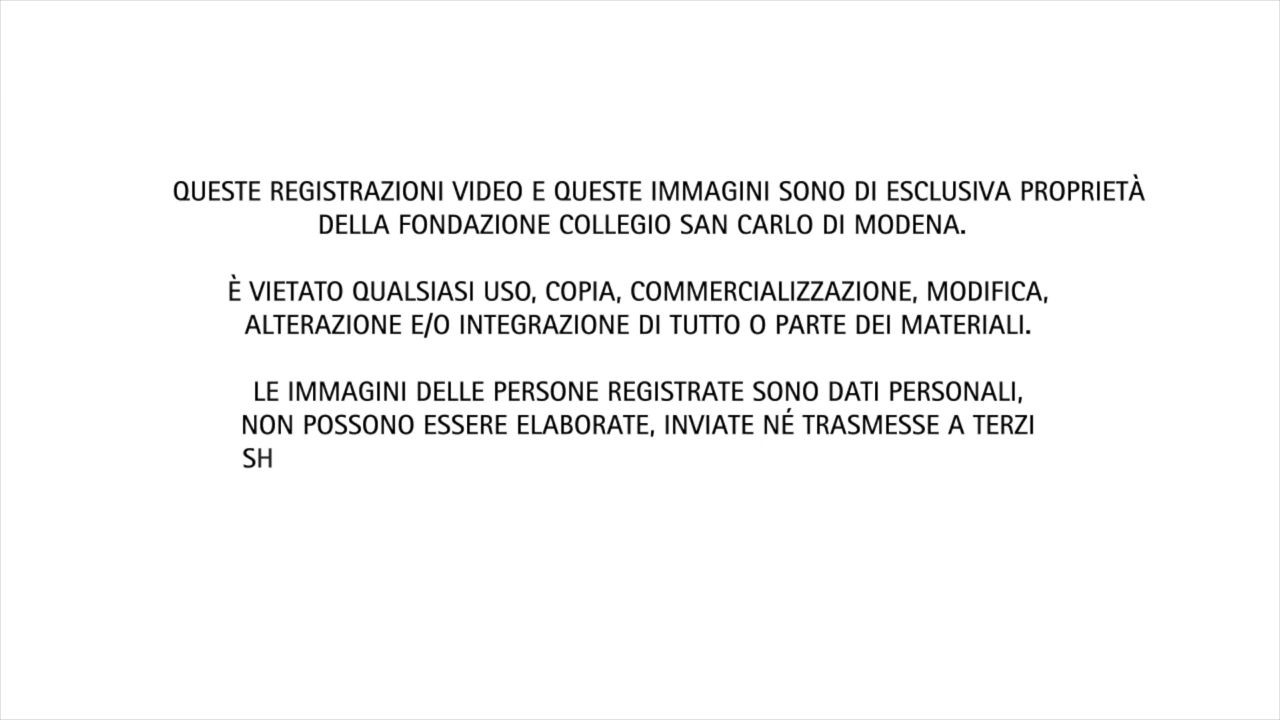 QUESTE REGISTRAZIONI VIDEO E QUESTE IMMAGINI SONO DI ESCLUSIVA PROPRIETÀ
DELLA FONDAZIONE COLLEGIO SAN CARLO DI MODENA.
È VIETATO QUALSIASI USO, COPIA, COMMERCIALIZZAZIONE, MODIFICA,
ALTERAZIONE E/O INTEGRAZIONE DI TUTTO O PARTE DEI MATERIALI.
LE IMMAGINI DELLE PERSONE REGISTRATE SONO DATI PERSONALI,
NON POSSONO ESSERE ELABORATE, INVIATE NÉ TRASMESSE A TERZI
SH